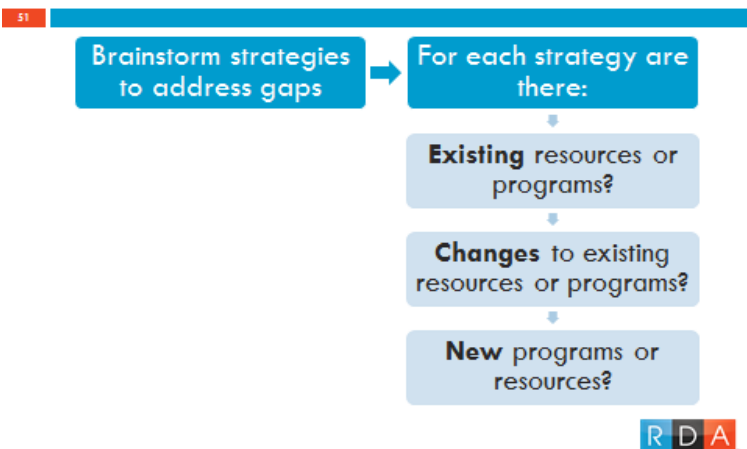 51
Brainstorm strategies
to address gaps
For each strategy are
there:
Existing resources or
programs?
Changes to existing
resources or programs?
New programs or
resources?
RDA